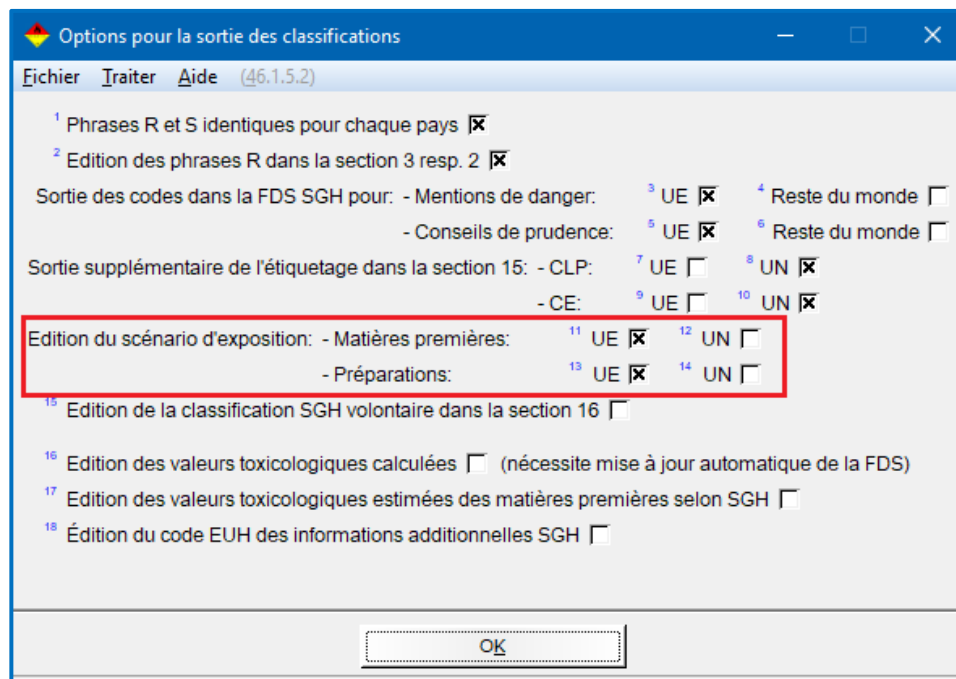 Options pour la sortie des classifications
Fichier Traiter Aide (46.1.5.2)
1 Phrases R et S identiques pour chaque pays
2 Edition des phrases R dans la section 3 resp. 2
Sortie des codes dans la FDS SGH pour: - Mentions de danger: 3 UE 4 Reste du monde
- Conseils de prudence: 5 UE 6 Reste du monde
Sortie supplémentaire de l'étiquetage dans la section 15: - CLP: 7 UE 8 UN
- CE: 9 UE 10 UN
Edition du scénario d'exposition: - Matières premières: 11 UE 12 UN
- Préparations: 13 UE 14 UN
15 Edition de la classification SGH volontaire dans la section 16
16 Edition des valeurs toxicologiques calculées (nécessite mise à jour automatique de la FDS)
17 Edition des valeurs toxicologiques estimées des matières premières selon SGH
18 Édition du code EUH des informations additionnelles SGH
OK